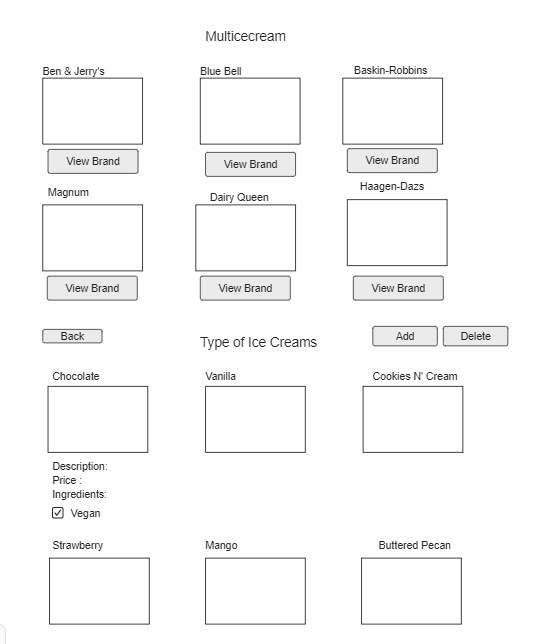 Multicecream
Ben & Jerry's
Blue Bell
Baskin-Robbins
View Brand
View Brand
View Brand
Magnum
Dairy Queen
Haagen-Dazs
View Brand
View Brand
View Brand
Back
Type of Ice Creams
Add
Delete
Chocolate
Vanilla
Cookies N' Cream
Description:
Price :
Ingredients:
Vegan
Strawberry
Mango
Buttered Pecan